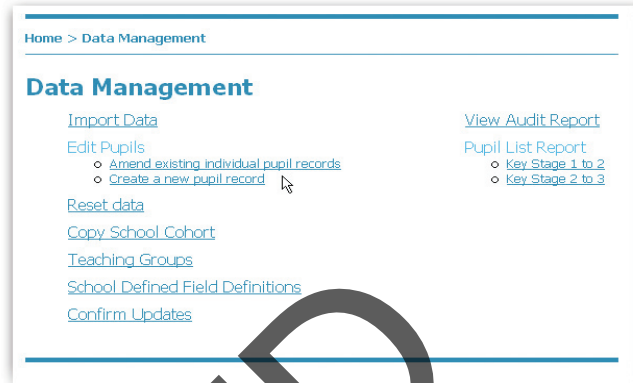 Home > Data Management
Data Management
Import Data
Edit Pupils
Amend existing individual pupil records
Create a new pupil record
Reset data
Copy School Cohort
Teaching Groups
School Defined Field Definitions
Confirm Updates
View Audit Report
Pupil List Report
Key Stage 1 to 2
Key Stage 2 to 3